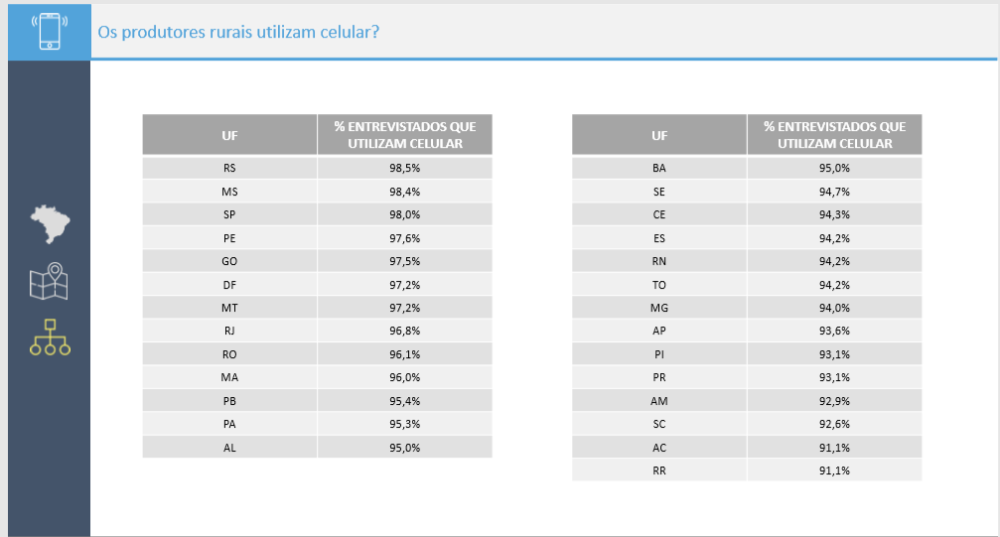 Os produtores rurais utilizam celular?
UF % ENTREVISTADOS QUE UTILIZAM CELULAR
RS 98,5%
MS 98,4%
SP 98,0%
PE 97,6%
GO 97,5%
DF 97,2%
MT 97,2%
RJ 96,8%
RO 96,1%
MA 96,0%
PB 95,4%
PA 95,3%
AL 95,0%
UF % ENTREVISTADOS QUE UTILIZAM CELULAR
BA 95,0%
SE 94,7%
CE 94,3%
ES 94,2%
RN 94,2%
TO 94,2%
MG 94,0%
AP 93,6%
PI 93,1%
PR 93,1%
AM 92,9%
SC 92,6%
AC 91,1%
RR 91,1%